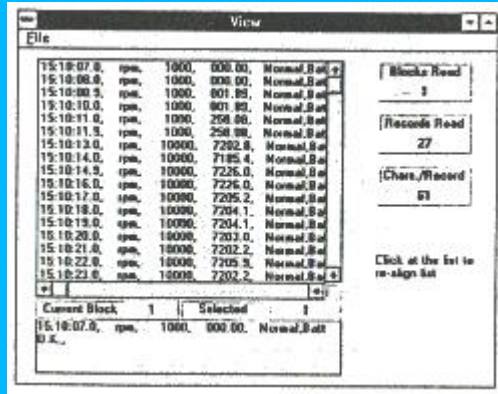 View
File
15:10:07.0, rpm, 1000, 000.00, Normal,Batt
15:10:08.0, rpm, 1000, 000.00, Normal,Bat
15:10:08.9, rpm, 1000, 001.89, Normal,Bat
15:10:10.0, rpm, 1000, 001.89, Normal,Bat
15:10:11.0, rpm, 1000, 258.08, Normal,Bat
15:10:11.9, rpm, 1000, 258.08, Normal,Bat
15:10:13.0, rpm, 10000, 7202.8, Normal,Bat
15:10:14.0, rpm, 10000, 7185.4, Normal,Bat
15:10:14.9, rpm, 10000, 7226.0, Normal,Bat
15:10:16.0, rpm, 10000, 7226.0, Normal,Bat
15:10:17.0, rpm, 10000, 7205.2, Normal,Bat
15:10:18.0, rpm, 10000, 7204.1, Normal,Bat
15:10:19.0, rpm, 10000, 7204.1, Normal,Bat
15:10:20.0, rpm, 10000, 7203.0, Normal,Bat
15:10:21.0, rpm, 10000, 7202.2, Normal,Bat
15:10:22.0, rpm, 10000, 7205.9, Normal,Bat
15:10:23.0, rpm, 10000, 7202.2, Normal,Bat
Blocks Read
Records Read
27
Chars./Record
51
Click at the list to
re-align list
Current Block 1 Selected 1
15:10:07.0, rpm, 1000, 000.00, Normal,Batt
O.K.,